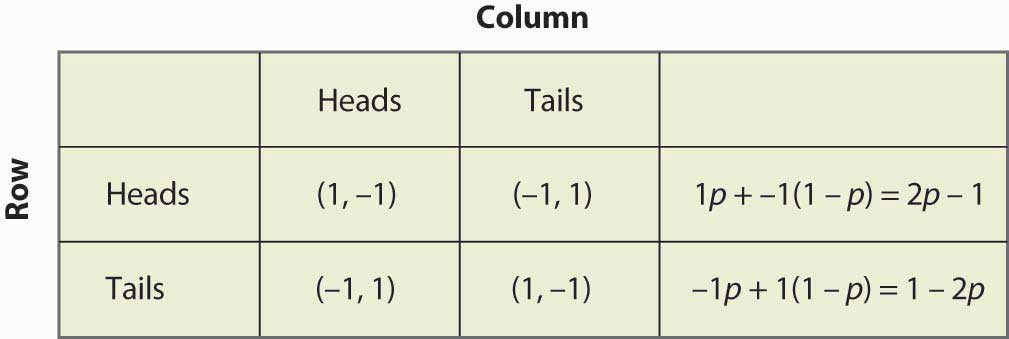 Column
Heads Tails
Row
Heads (1, –1) (–1, 1) 1p + –1(1 – p) = 2p – 1
Tails (–1, 1) (1, –1) –1p + 1(1 – p) = 1 – 2p